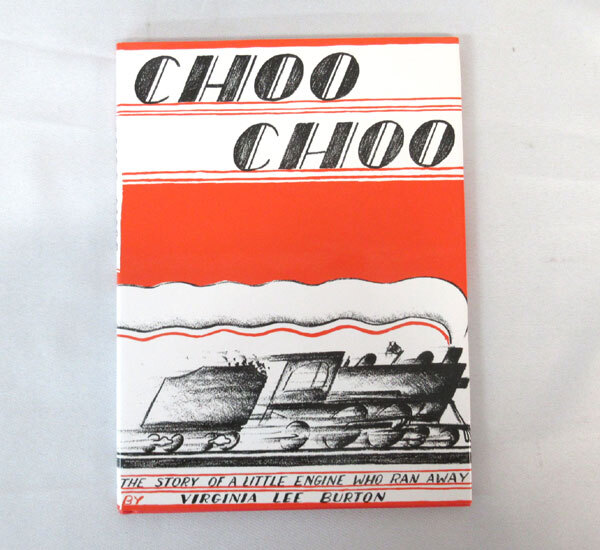 CHOO
CHOO
THE STORY OF A LITTLE ENGINE WHO RAN AWAY
BY VIRGINIA LEE BURTON